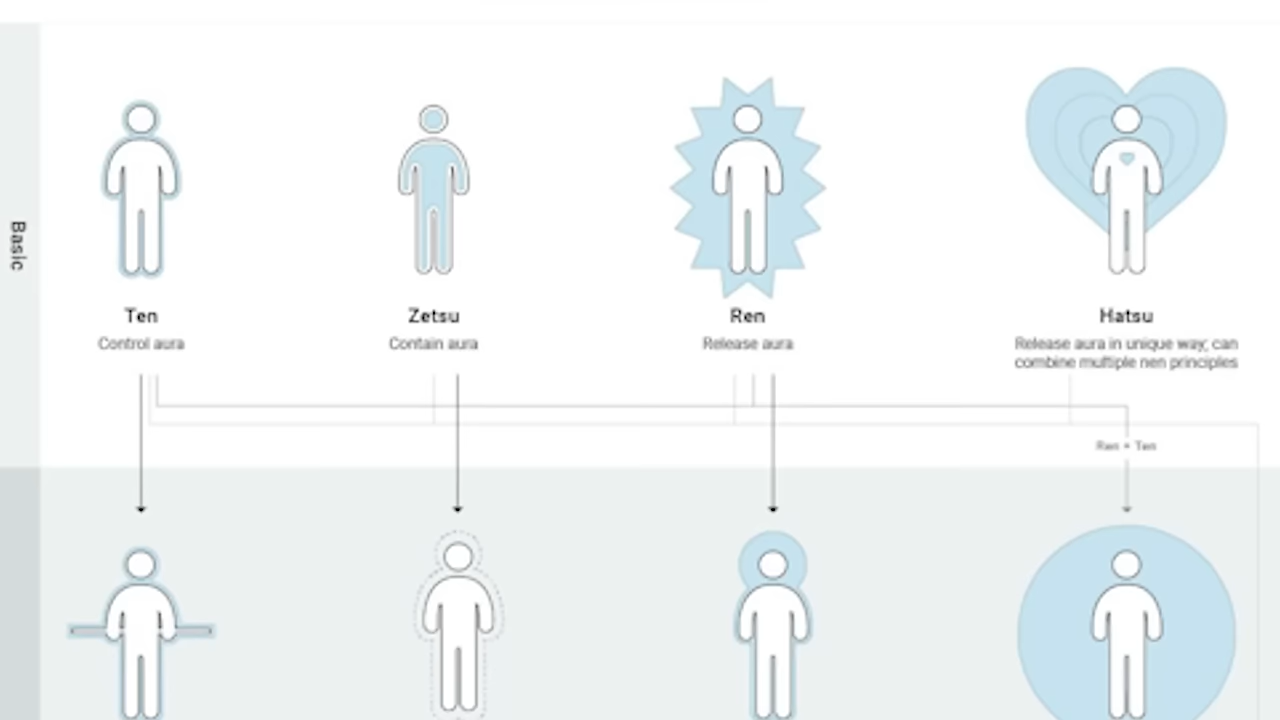 Basic
Ten
Control aura
Zetsu
Contain aura
Ren
Release aura
Hatsu
Release aura in unique way; can
combine multiple nen principles
Ren + Ten